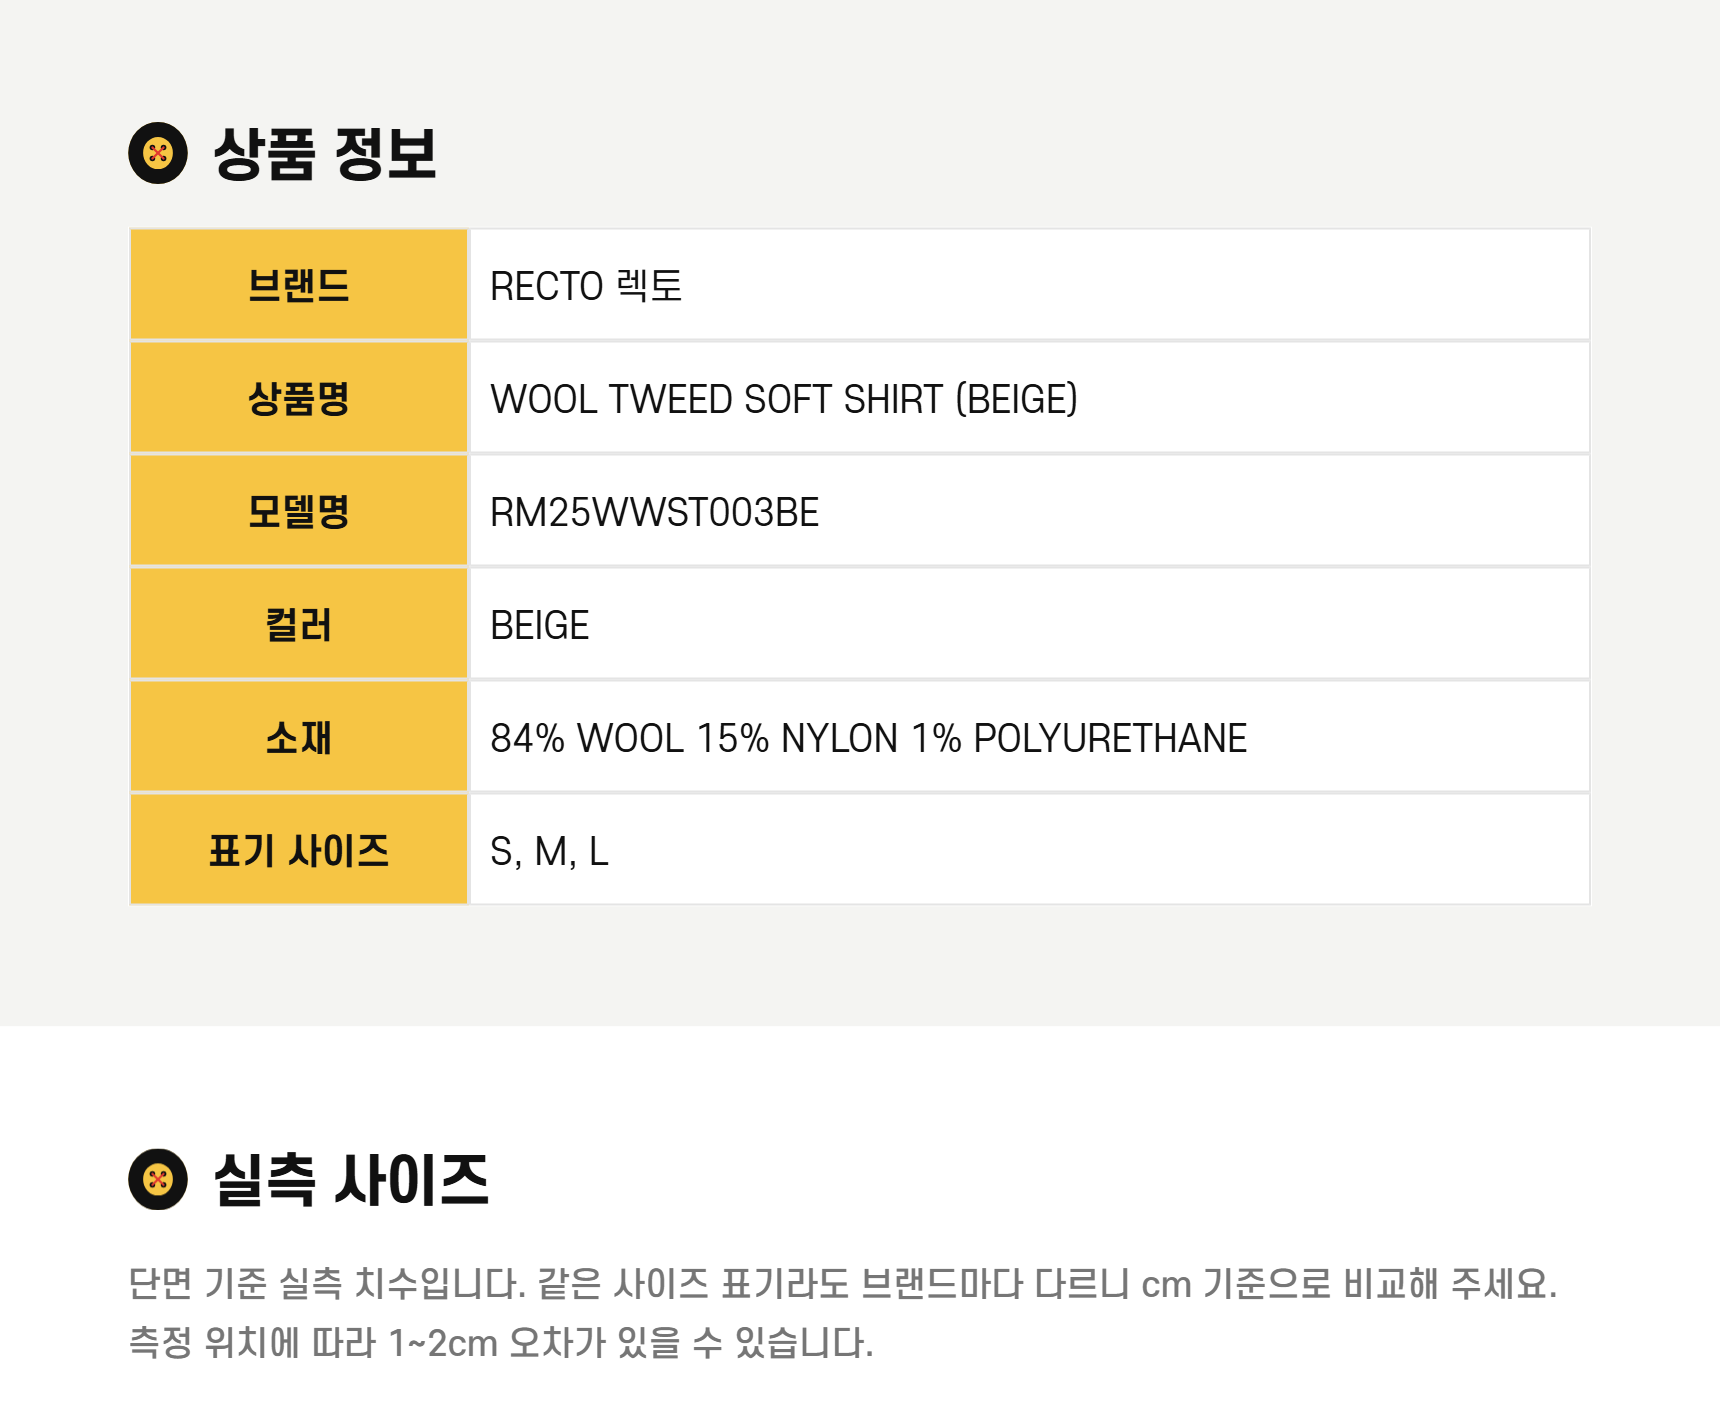 상품 정보
브랜드 RECTO 렉토
상품명 WOOL TWEED SOFT SHIRT (BEIGE)
모델명 RM25WWST003BE
컬러 BEIGE
소재 84% WOOL 15% NYLON 1% POLYURETHANE
표기 사이즈 S, M, L
실측 사이즈
단면 기준 실측 치수입니다. 같은 사이즈 표기라도 브랜드마다 다르니 cm 기준으로 비교해 주세요.
측정 위치에 따라 1~2cm 오차가 있을 수 있습니다.